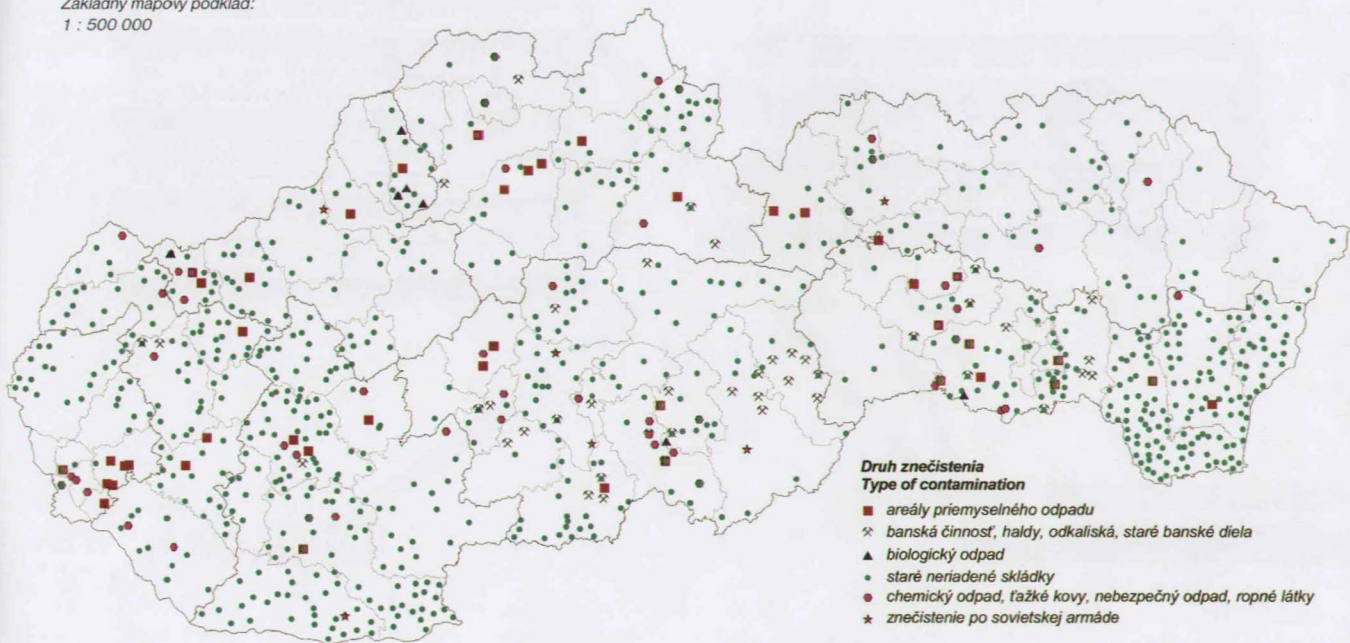 Základný mapový podklad:
1 : 500 000
Druh znečistenia
Type of contamination
areály priemyselného odpadu
banská činnosť, haldy, odkaliská, staré banské diela
biologický odpad
staré neriadené skládky
chemický odpad, ťažké kovy, nebezpečný odpad, ropné látky
znečistenie po sovietskej armáde